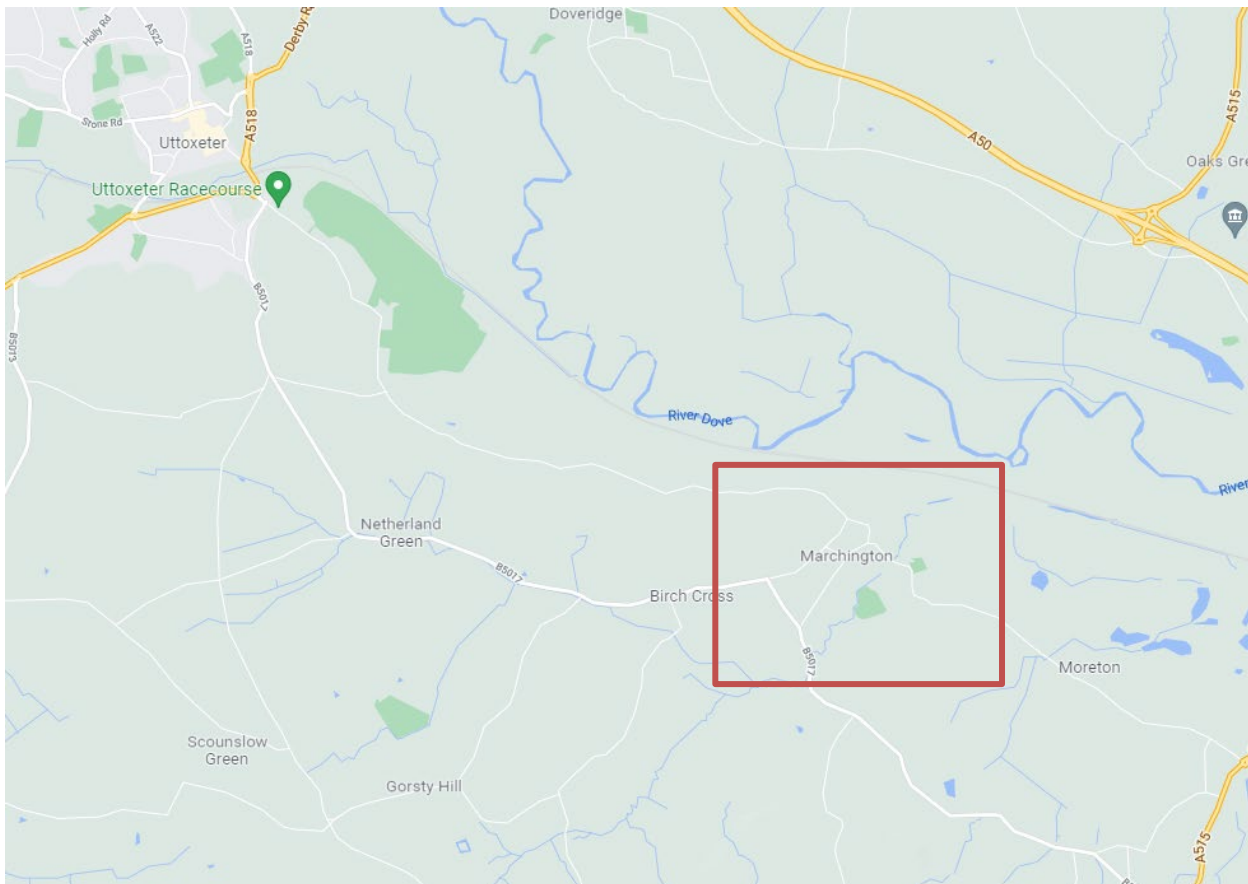 Doveridge
Holly Rd
A522
A518
Derby R
A515
Stone Rd
A518
A50
Uttoxeter
Oaks Gre
Uttoxeter Racecourse
B5017
B5013
River Dove
River
Netherland
Green
Marchington
B5017
Birch Cross
B5017
Moreton
Scounslow
Green
Gorsty Hill
A515
B